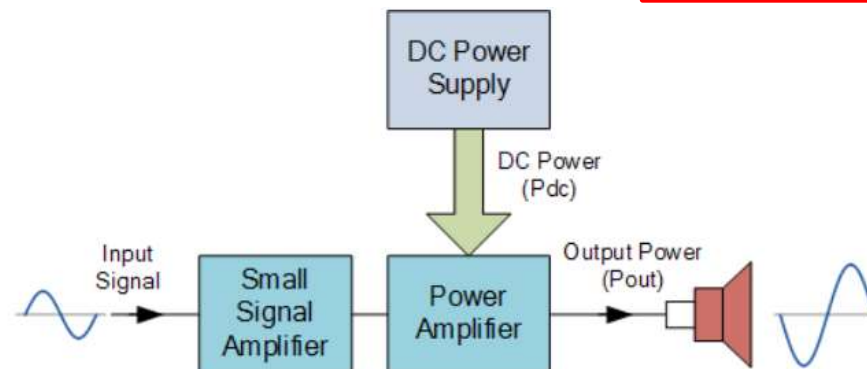 DC Power
Supply
DC Power
(Pdc)
Input
Signal
Small
Signal
Amplifier
Power
Amplifier
Output Power
(Pout)